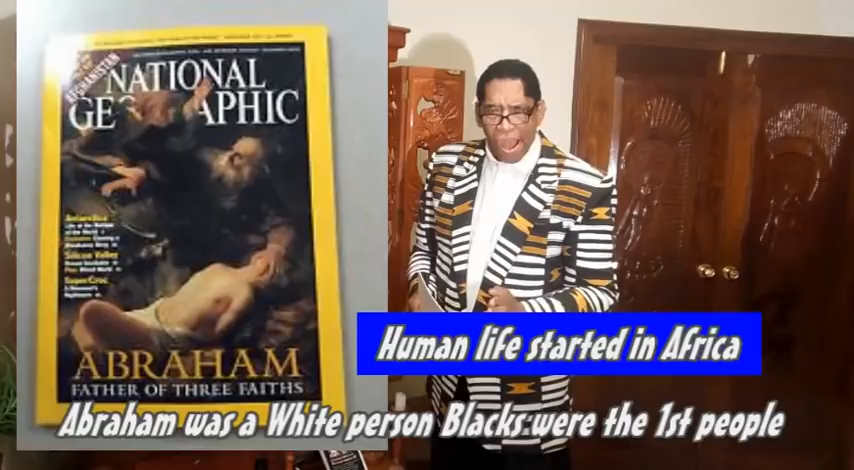 AFGHANISTAN
NATIONAL
GEOGRAPHIC
Antarctica
Silicon Valley
SuperCroc
ABRAHAM
FATHER OF THREE FAITHS
Human life started in Africa
Abraham was a White person Blacks were the 1st people